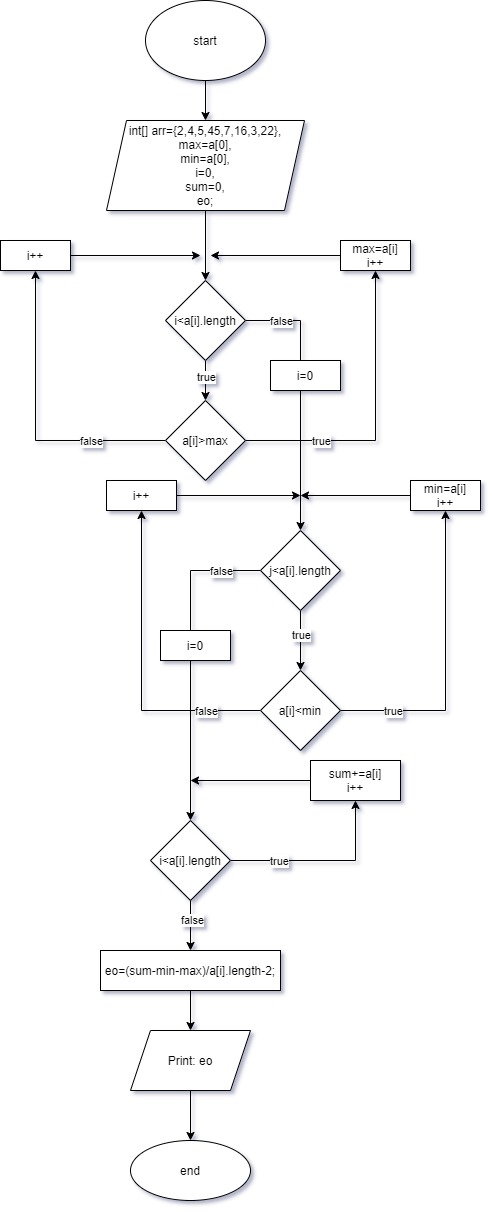 start
int[] arr={2,4,5,45,7,16,3,22},
max=a[0],
min=a[0],
i=0,
sum=0,
eo;
i++
max=a[i]
i++
i<a[i].length
false
true
i=0
a[i]>max
false
true
i++
min=a[i]
i++
j<a[i].length
false
true
i=0
a[i]<min
false
true
sum+=a[i]
i++
i<a[i].length
true
false
eo=(sum-min-max)/a[i].length-2;
Print: eo
end